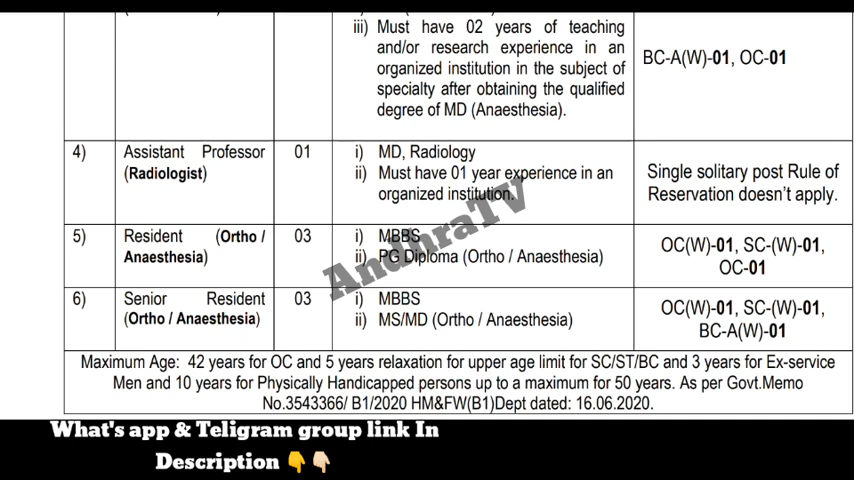 iii) Must have 02 years of teaching
and/or research experience in an
organized institution in the subject of
specialty after obtaining the qualified
degree of MD (Anaesthesia).
BC-A(W)-01, OC-01
4) Assistant Professor 01 i) MD, Radiology
(Radiologist) ii) Must have 01 year experience in an
organized institution.
Single solitary post Rule of
Reservation doesn't apply.
5) Resident (Ortho / 03 i) MBBS
Anaesthesia) ii) PG Diploma (Ortho / Anaesthesia)
OC(W)-01, SC-(W)-01,
OC-01
6) Senior Resident 03 i) MBBS
(Ortho / Anaesthesia) ii) MS/MD (Ortho / Anaesthesia)
OC(W)-01, SC-(W)-01,
BC-A(W)-01
Maximum Age: 42 years for OC and 5 years relaxation for upper age limit for SC/ST/BC and 3 years for Ex-service
Men and 10 years for Physically Handicapped persons up to a maximum for 50 years. As per Govt.Memo
No.3543366/ B1/2020 HM&FW(B1)Dept dated: 16.06.2020.
AndhraTV
What's app & Teligram group link In
Description 👇👇🏻